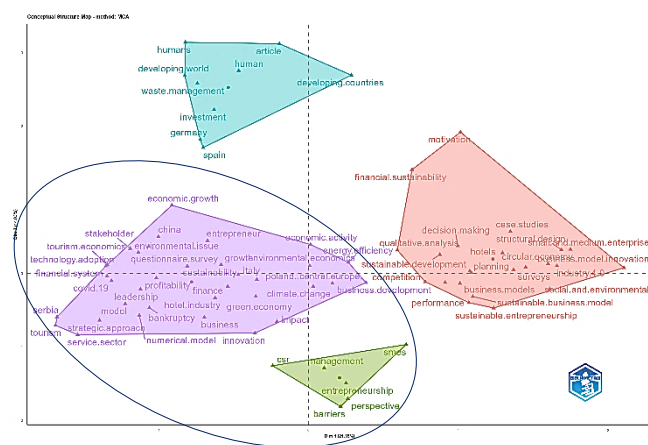 Conceptual Structure Map - method: MCA
humans
article
developing.world
human
developing.countries
waste.management
investment
germany
spain
motivation
financial.sustainability
economic.growth
stakeholder
china
entrepreneur
economic.activity
tourism.economics
environmental.issue
energy.efficiency
technology.adoption
questionnaire.survey
growth
environmental.economics
financial.system
sustainability
italy
poland
central.europe
covid.19
profitability
finance
business.development
leadership
climate.change
hotel.industry
green.economy
serbia
model
bankruptcy
impact
tourism
strategic.approach
business
service.sector
numerical.model
innovation
case.studies
decision.making
structural.design
qualitative.analysis
small.and.medium.enterprise
hotels
circular.economy
business.model.innovation
sustainable.development
planning
industry.4.0
competition
surveys
social.and.environmental
business.models
performance
sustainable.business.model
sustainable.entrepreneurship
csr
management
smes
entrepreneurship
perspective
barriers